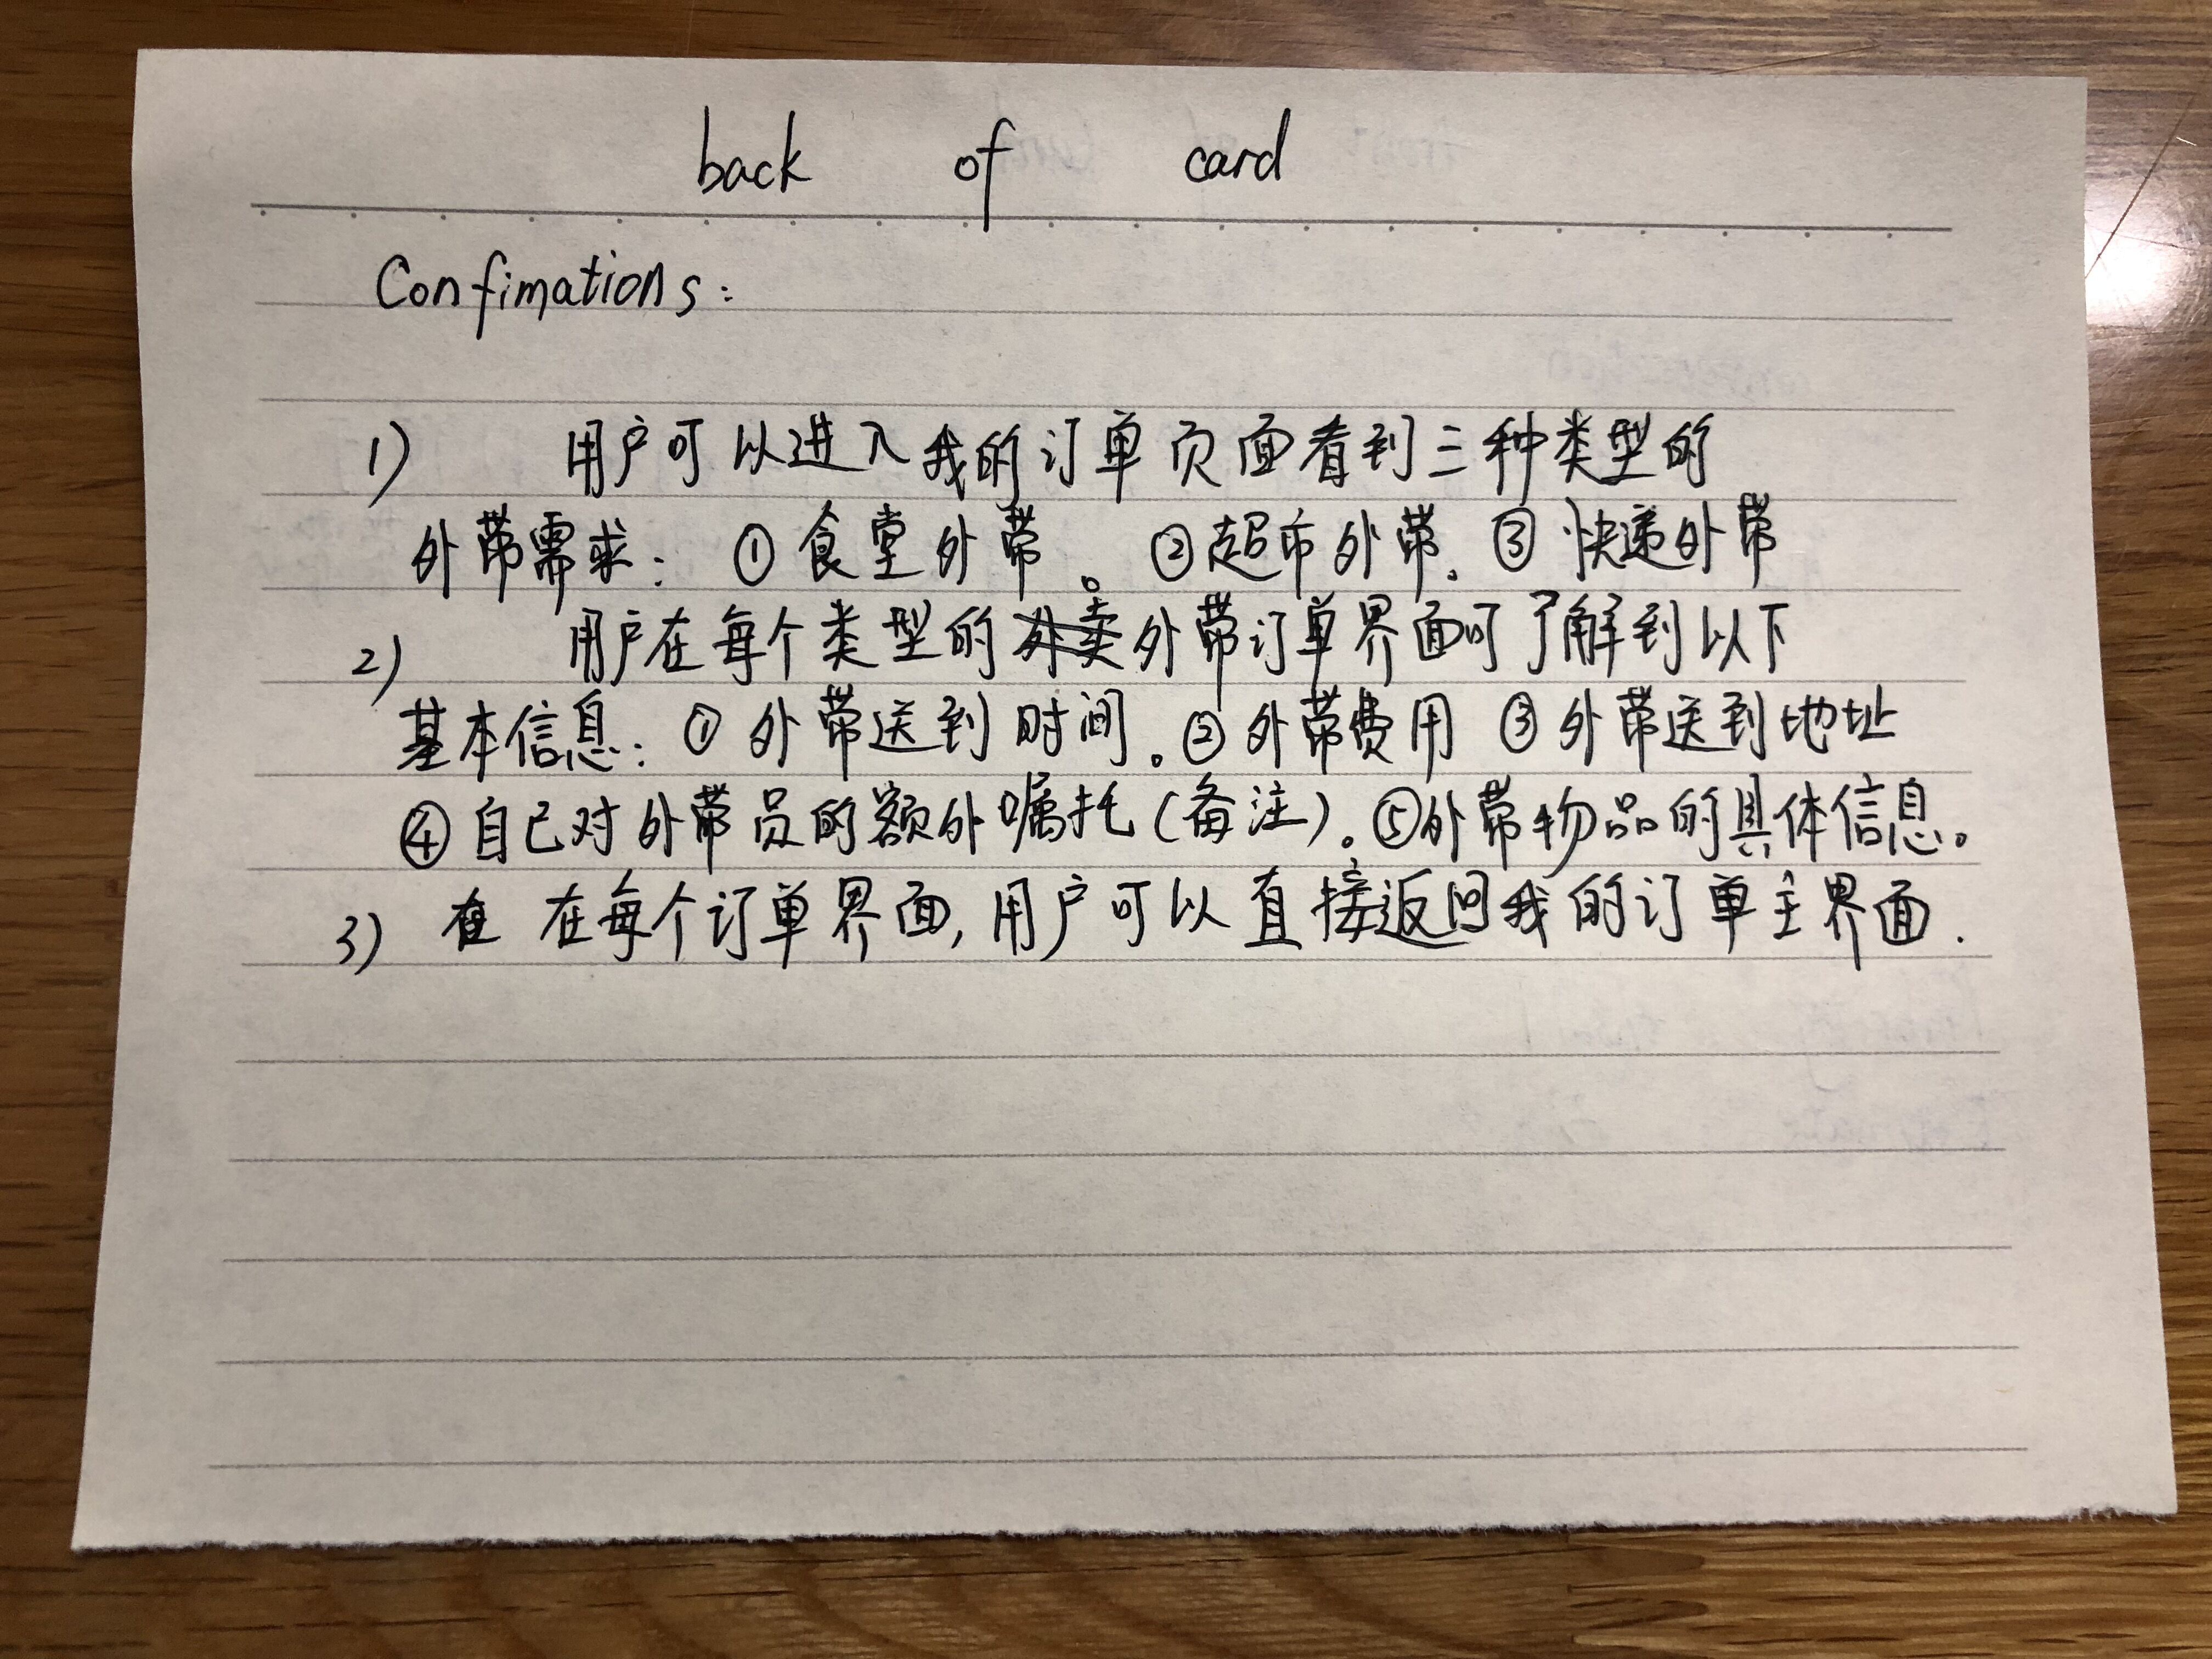 back of card
Confimations:
1) 用户可以进入我的订单页面看到三种类型的
外带需求: ① 食堂外带。 ②超市外带. ③ 快递外带
2) 用户在每个类型的外带订单界面可了解到以下
基本信息: ① 外带送到时间。② 外带费用 ③ 外带送到地址
④ 自己对外带员的额外嘱托(备注)。⑤外带物品的具体信息。
3) 在每个订单界面, 用户可以直接返回我的订单主界面.